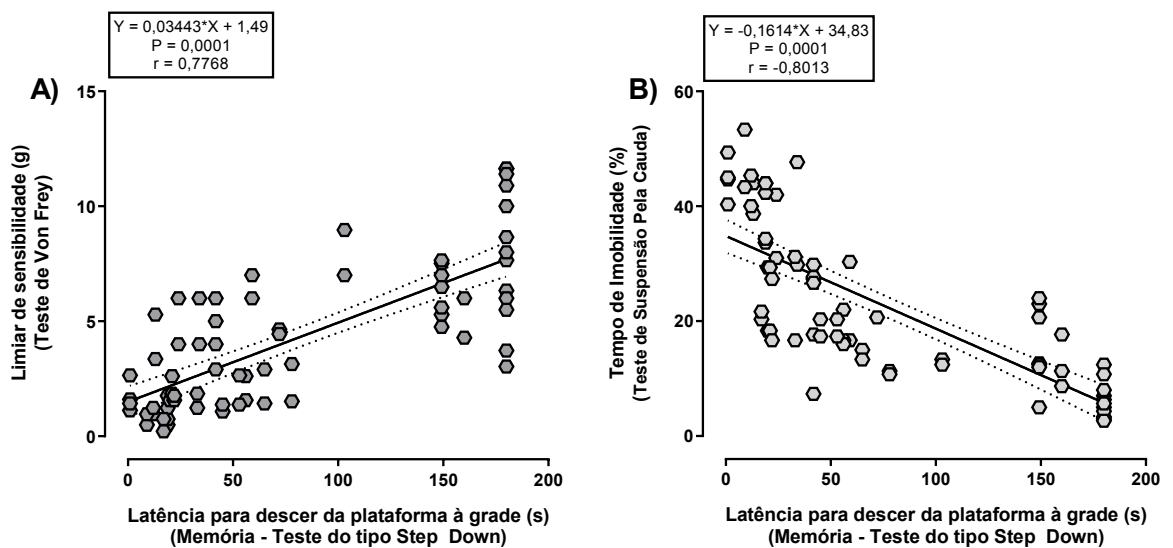 Y = 0,03443*X + 1,49
P = 0,0001
r = 0,7768
A)
Limiar de sensibilidade (g)
(Teste de Von Frey)
15
10
5
0
0 50 100 150 200
Latência para descer da plataforma à grade (s)
(Memória - Teste do tipo Step Down)
Y = -0,1614*X + 34,83
P = 0,0001
r = -0,8013
B)
Tempo de Imobilidade (%)
(Teste de Suspensão Pela Cauda)
60
40
20
0
0 50 100 150 200
Latência para descer da plataforma à grade (s)
(Memória - Teste do tipo Step Down)